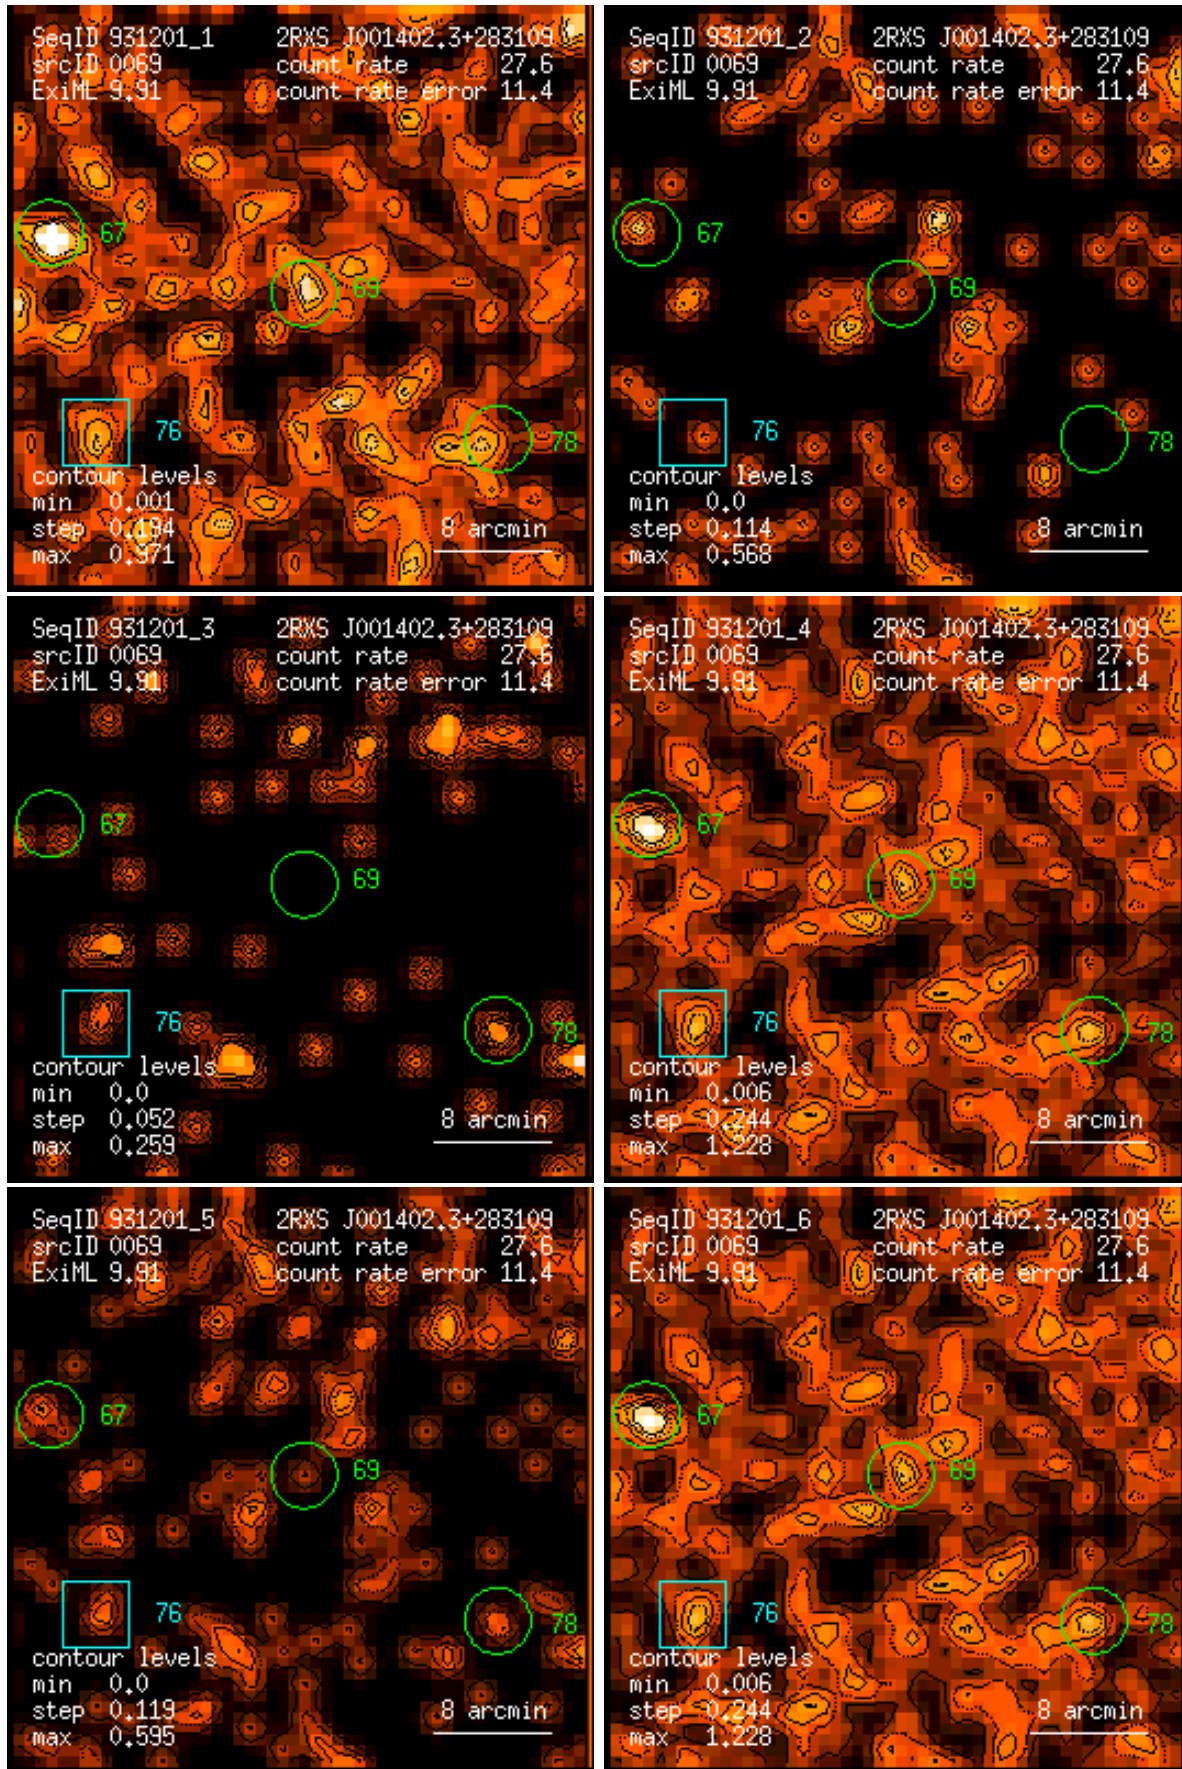 SeqID 931201_1 2RXS J001402.3+283109
srcID 0069 count rate 27.6
ExiML 9.91 count rate error 11.4
67
69
76
78
contour levels
min 0.001
step 0.194 8 arcmin
max 0.971
SeqID 931201_2 2RXS J001402.3+283109
srcID 0069 count rate 27.6
ExiML 9.91 count rate error 11.4
67
69
76
78
contour levels
min 0.0
step 0.114 8 arcmin
max 0.568
SeqID 931201_3 2RXS J001402.3+283109
srcID 0069 count rate 27.6
ExiML 9.91 count rate error 11.4
67
69
76
78
contour levels
min 0.0
step 0.052 8 arcmin
max 0.259
SeqID 931201_4 2RXS J001402.3+283109
srcID 0069 count rate 27.6
ExiML 9.91 count rate error 11.4
67
69
76
78
contour levels
min 0.006
step 0.244 8 arcmin
max 1.228
SeqID 931201_5 2RXS J001402.3+283109
srcID 0069 count rate 27.6
ExiML 9.91 count rate error 11.4
67
69
76
78
contour levels
min 0.0
step 0.119 8 arcmin
max 0.595
SeqID 931201_6 2RXS J001402.3+283109
srcID 0069 count rate 27.6
ExiML 9.91 count rate error 11.4
67
69
76
78
contour levels
min 0.006
step 0.244 8 arcmin
max 1.228